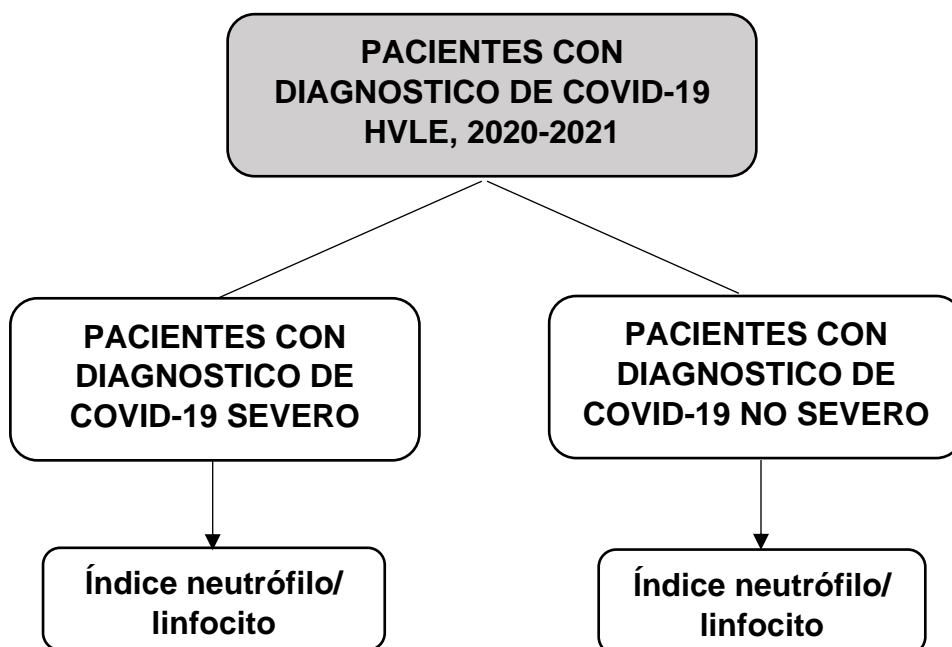 PACIENTES CON
DIAGNOSTICO DE COVID-19
HVLE, 2020-2021
PACIENTES CON
DIAGNOSTICO DE
COVID-19 SEVERO
PACIENTES CON
DIAGNOSTICO DE
COVID-19 NO SEVERO
Índice neutrófilo/
linfocito
Índice neutrófilo/
linfocito